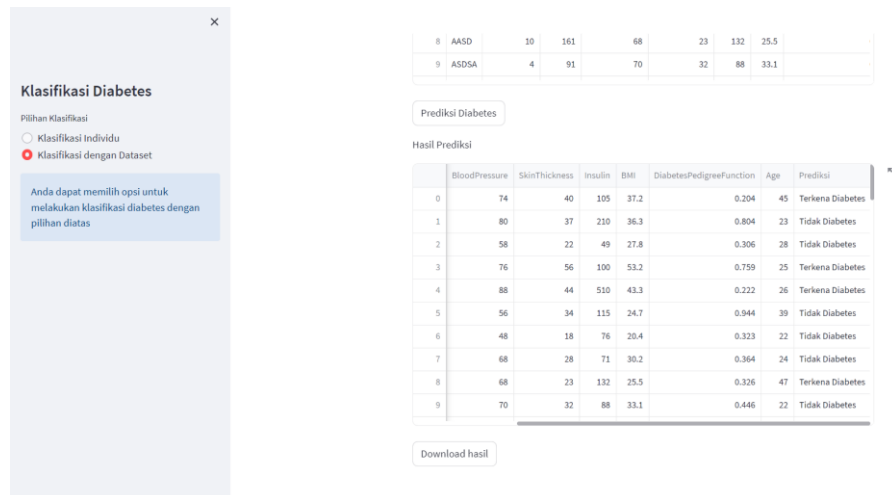 ×
Klasifikasi Diabetes
Pilihan Klasifikasi
Klasifikasi Individu
Klasifikasi dengan Dataset
Anda dapat memilih opsi untuk
melakukan klasifikasi diabetes dengan
pilihan diatas
8 AASD 10 161 68 23 132 25.5
9 ASDSA 4 91 70 32 88 33.1
Prediksi Diabetes
Hasil Prediksi
BloodPressure SkinThickness Insulin BMI DiabetesPedigreeFunction Age Prediksi
0 74 40 105 37.2 0.204 45 Terkena Diabetes
1 80 37 210 36.3 0.804 23 Tidak Diabetes
2 58 22 49 27.8 0.306 28 Tidak Diabetes
3 76 56 100 53.2 0.759 25 Terkena Diabetes
4 88 44 510 43.3 0.222 26 Terkena Diabetes
5 56 34 115 24.7 0.944 39 Tidak Diabetes
6 48 18 76 20.4 0.323 22 Tidak Diabetes
7 68 28 71 30.2 0.364 24 Tidak Diabetes
8 68 23 132 25.5 0.326 47 Terkena Diabetes
9 70 32 88 33.1 0.446 22 Tidak Diabetes
Download hasil